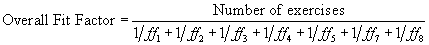 Overall Fit Factor = Number of exercises / 1/ff₁ + 1/ff₂ + 1/ff₃ + 1/ff₄ + 1/ff₅ + 1/ff₇ + 1/ff₈